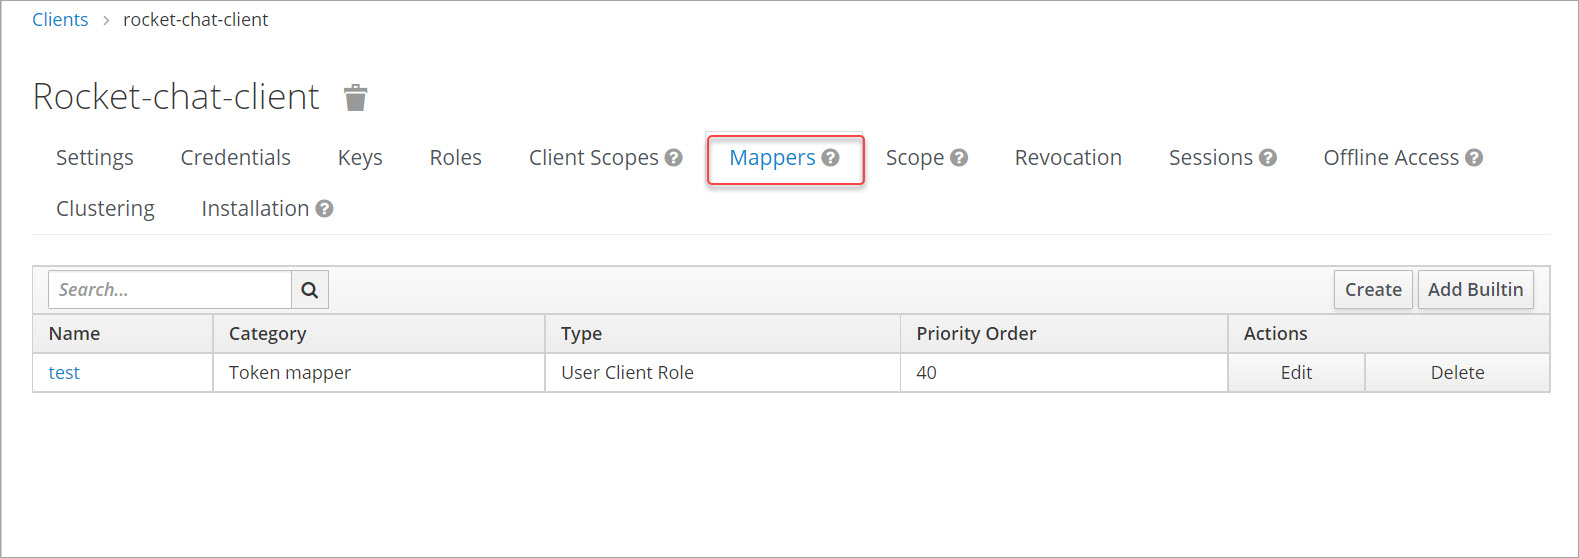 Clients > rocket-chat-client
Rocket-chat-client
Settings Credentials Keys Roles Client Scopes ? Mappers ? Scope ? Revocation Sessions ? Offline Access ?
Clustering Installation ?
Search... Create Add Builtin
Name Category Type Priority Order Actions
test Token mapper User Client Role 40 Edit Delete